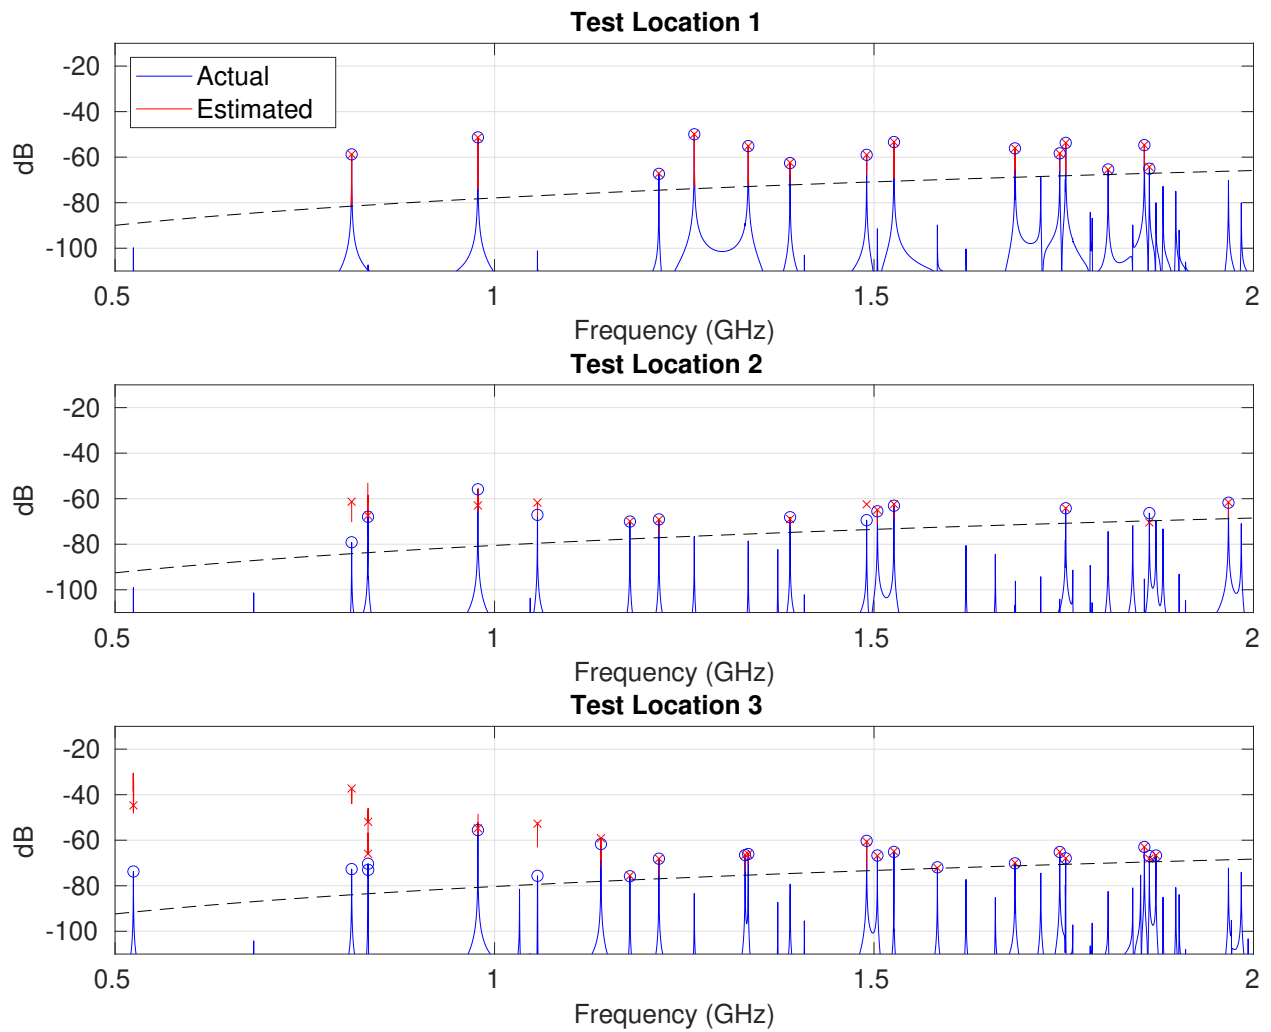 Test Location 1
Actual
Estimated
-20
-40
-60
-80
-100
dB
0.5
1
1.5
2
Frequency (GHz)
Test Location 2
-20
-40
-60
-80
-100
dB
0.5
1
1.5
2
Frequency (GHz)
Test Location 3
-20
-40
-60
-80
-100
dB
0.5
1
1.5
2
Frequency (GHz)